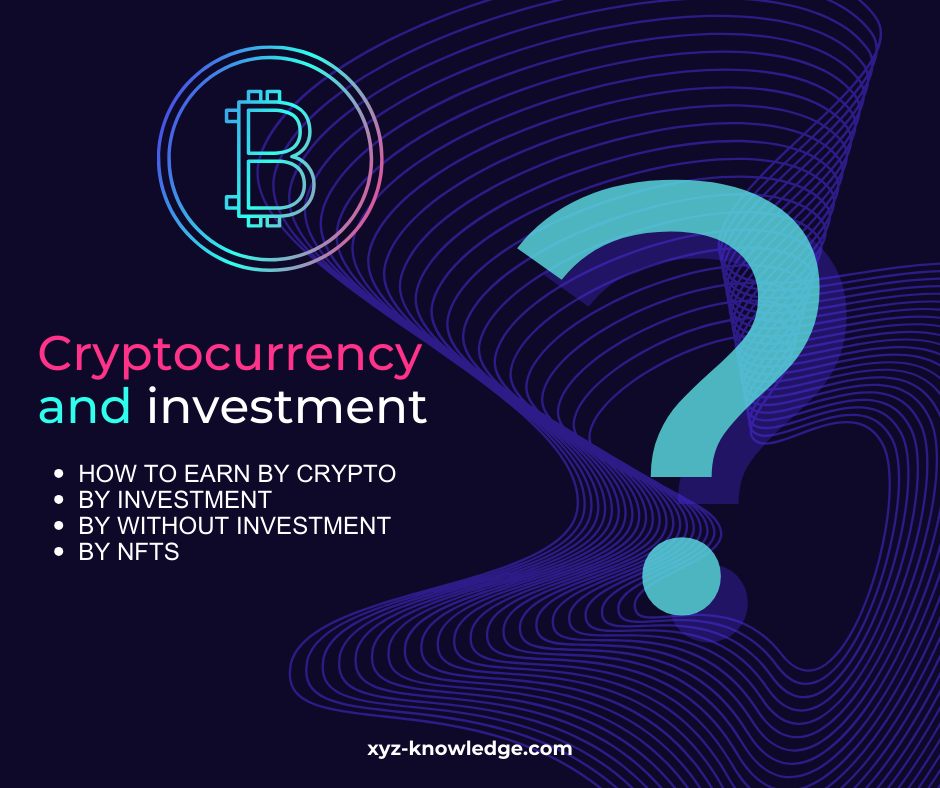 Cryptocurrency
and investment
HOW TO EARN BY CRYPTO
BY INVESTMENT
BY WITHOUT INVESTMENT
BY NFTS
?
xyz-knowledge.com